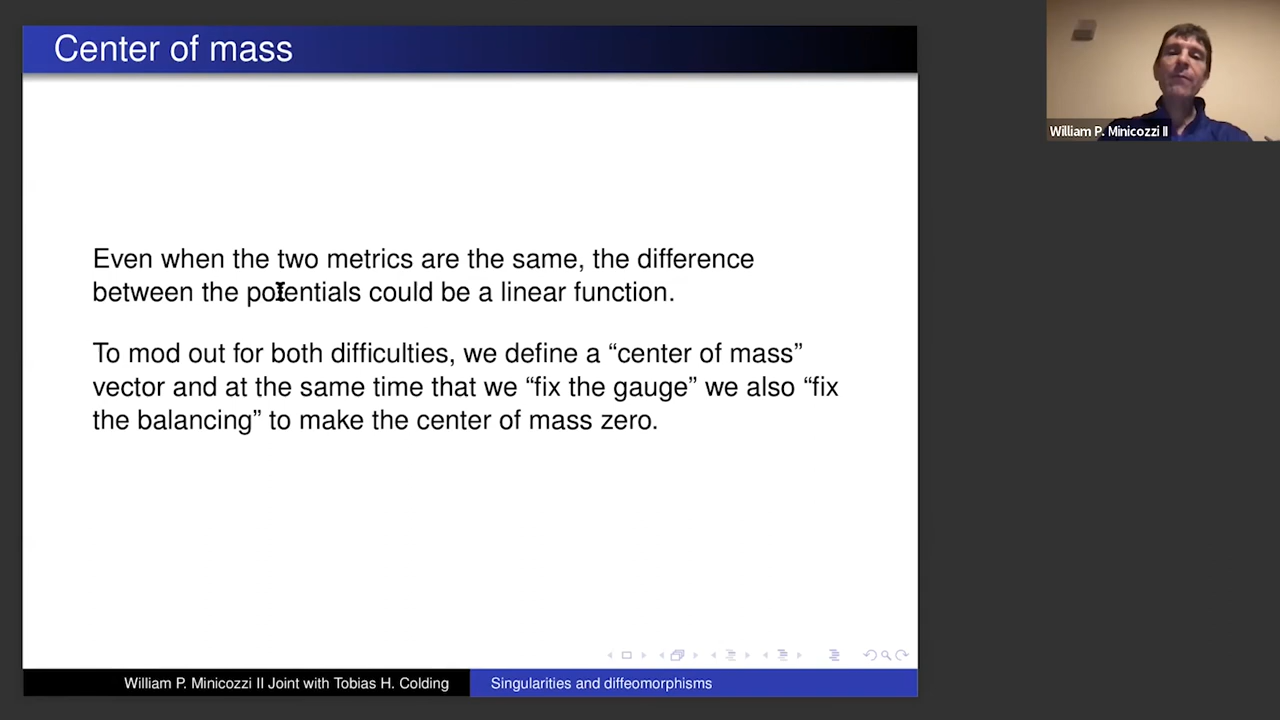 Center of mass
William P. Minicozzi II
Even when the two metrics are the same, the difference
between the potentials could be a linear function.
To mod out for both difficulties, we define a “center of mass”
vector and at the same time that we “fix the gauge” we also “fix
the balancing” to make the center of mass zero.
William P. Minicozzi II Joint with Tobias H. Colding
Singularities and diffeomorphisms